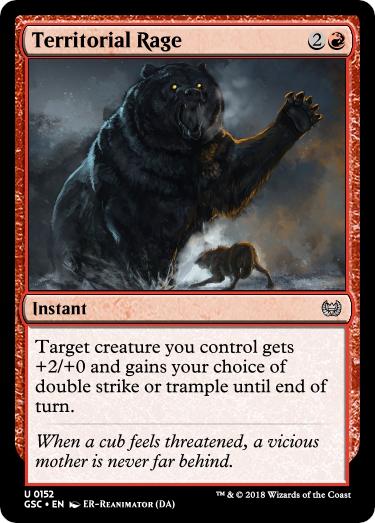 Territorial Rage 2
Instant
Target creature you control gets
+2/+0 and gains your choice of
double strike or trample until end of
turn.
When a cub feels threatened, a vicious
mother is never far behind.
U 0152
GSC • EN ER-Reanimator (DA)
™ & © 2018 Wizards of the Coast